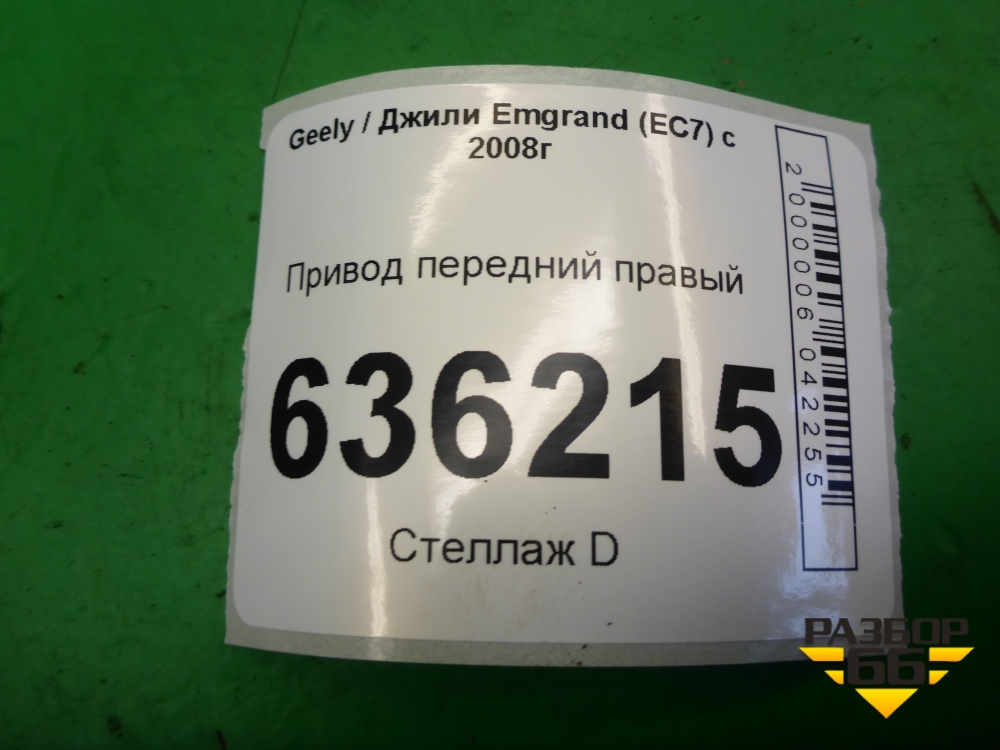 Geely / Джили Emgrand (EC7) с
2008г
Привод передний правый
636215
Стеллаж D
2000006042255
РАЗБОР
66